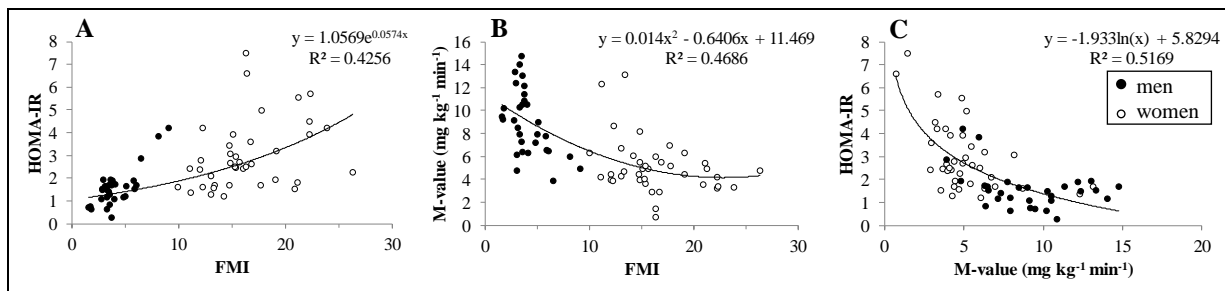 A
y = 1.0569e^0.0574x
R² = 0.4256
HOMA-IR
8
7
6
5
4
3
2
1
0
0 10 20 30
FMI
B
y = 0.014x² - 0.6406x + 11.469
R² = 0.4686
M-value (mg kg⁻¹ min⁻¹)
16
14
12
10
8
6
4
2
0
0 10 20 30
FMI
C
y = -1.933ln(x) + 5.8294
R² = 0.5169
men
women
HOMA-IR
8
7
6
5
4
3
2
1
0
0 5 10 15 20
M-value (mg kg⁻¹ min⁻¹)